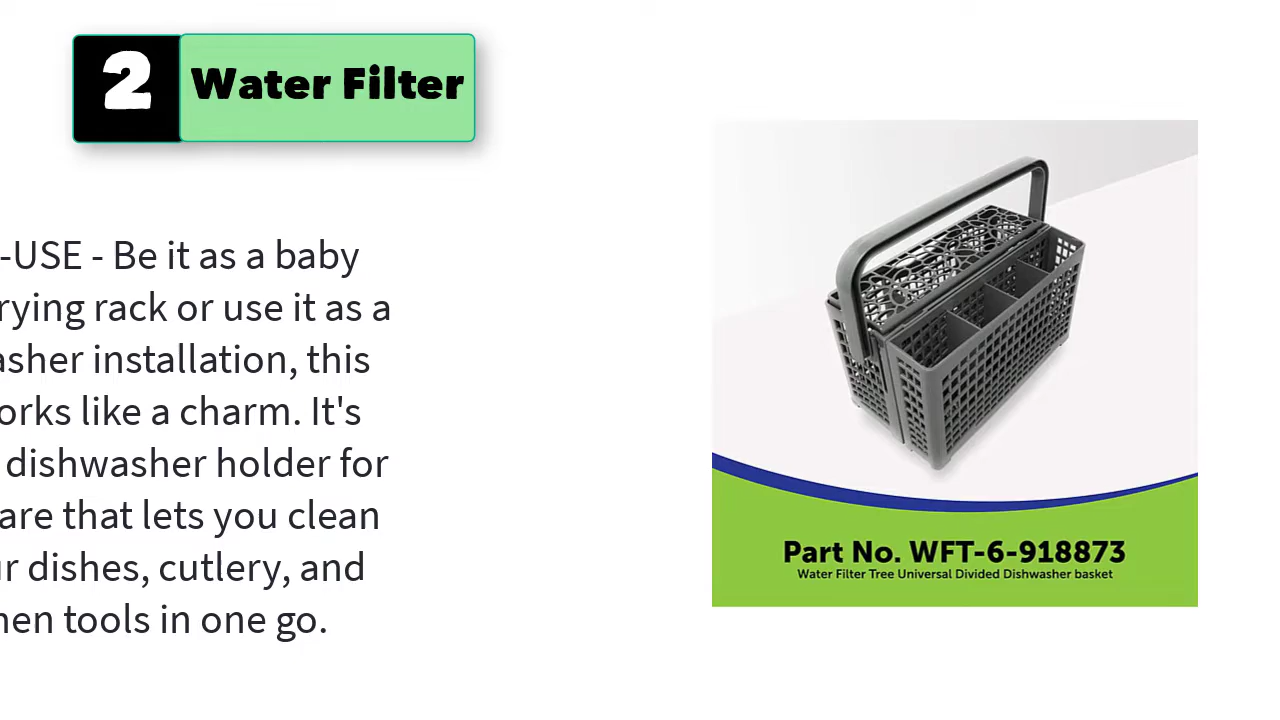 2 Water Filter
-USE - Be it as a baby
rying rack or use it as a
asher installation, this
orks like a charm. It's
dishwasher holder for
are that lets you clean
r dishes, cutlery, and
hen tools in one go.
Part No. WFT-6-918873
Water Filter Tree Universal Divided Dishwasher basket